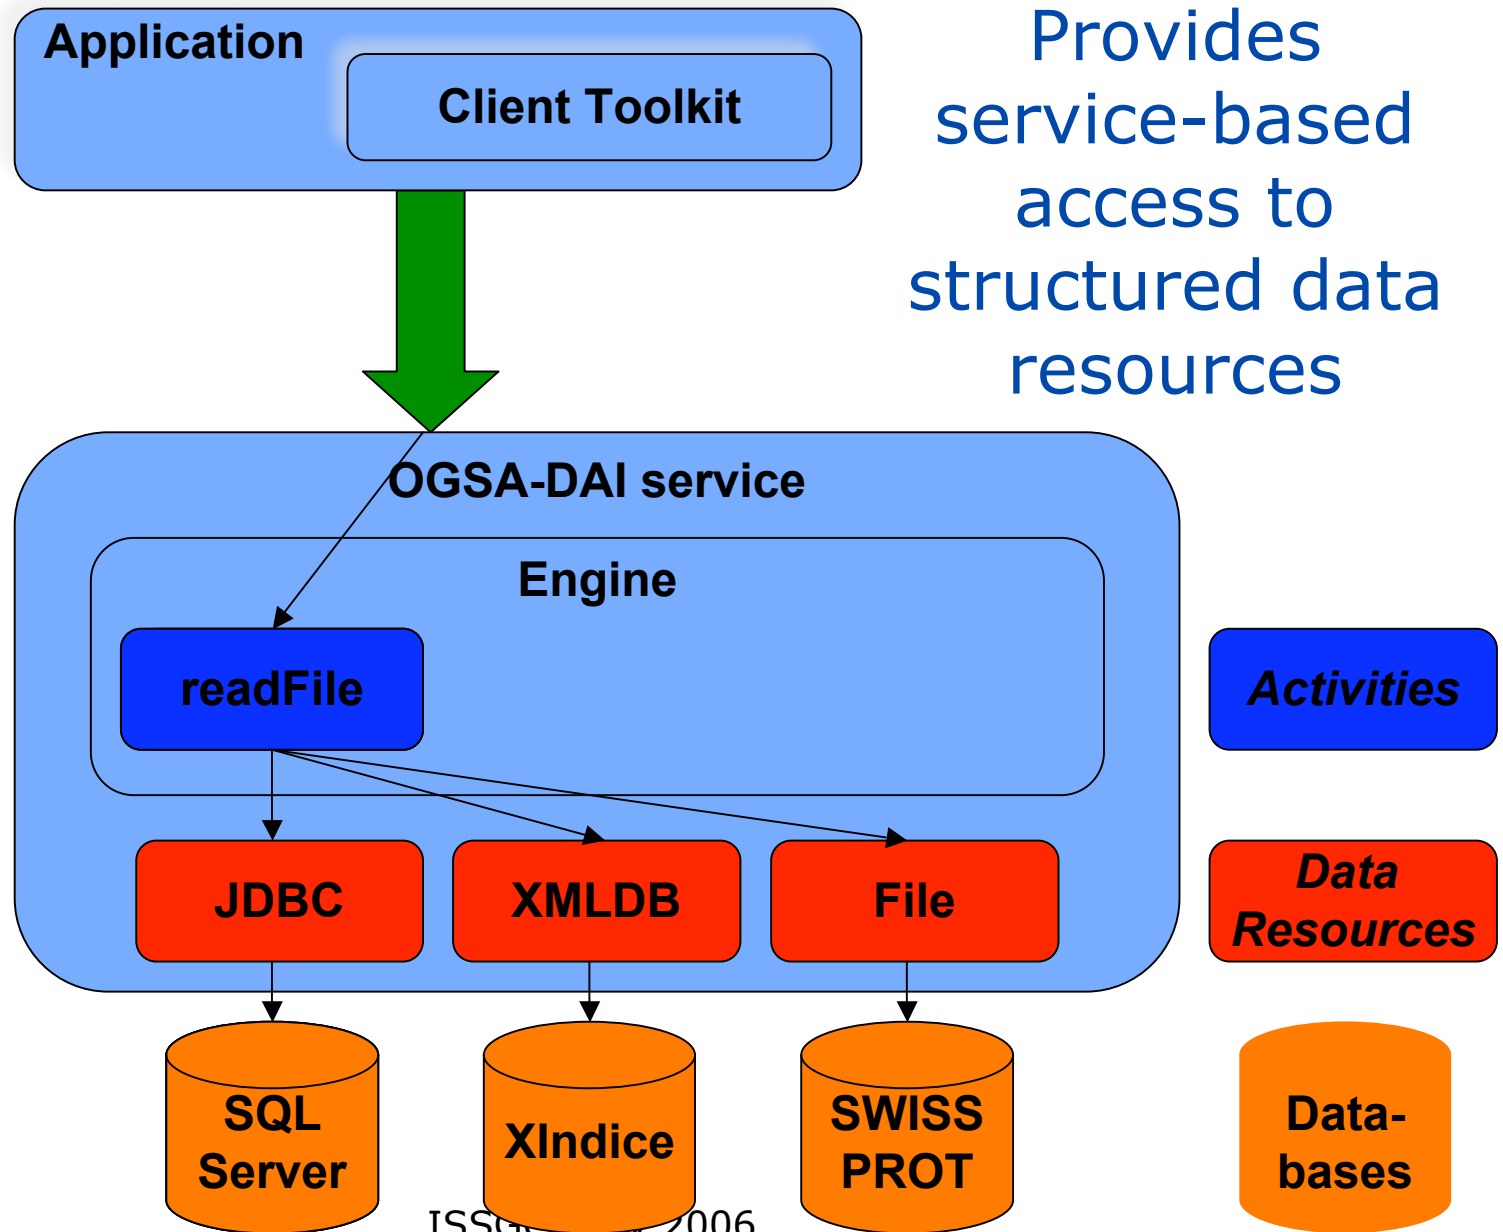 Application
Client Toolkit
Provides
service-based
access to
structured data
resources
OGSA-DAI service
Engine
readFile
Activities
JDBC
XMLDB
File
Data
Resources
SQL
Server
XIndice
SWISS
PROT
Data-
bases
2006